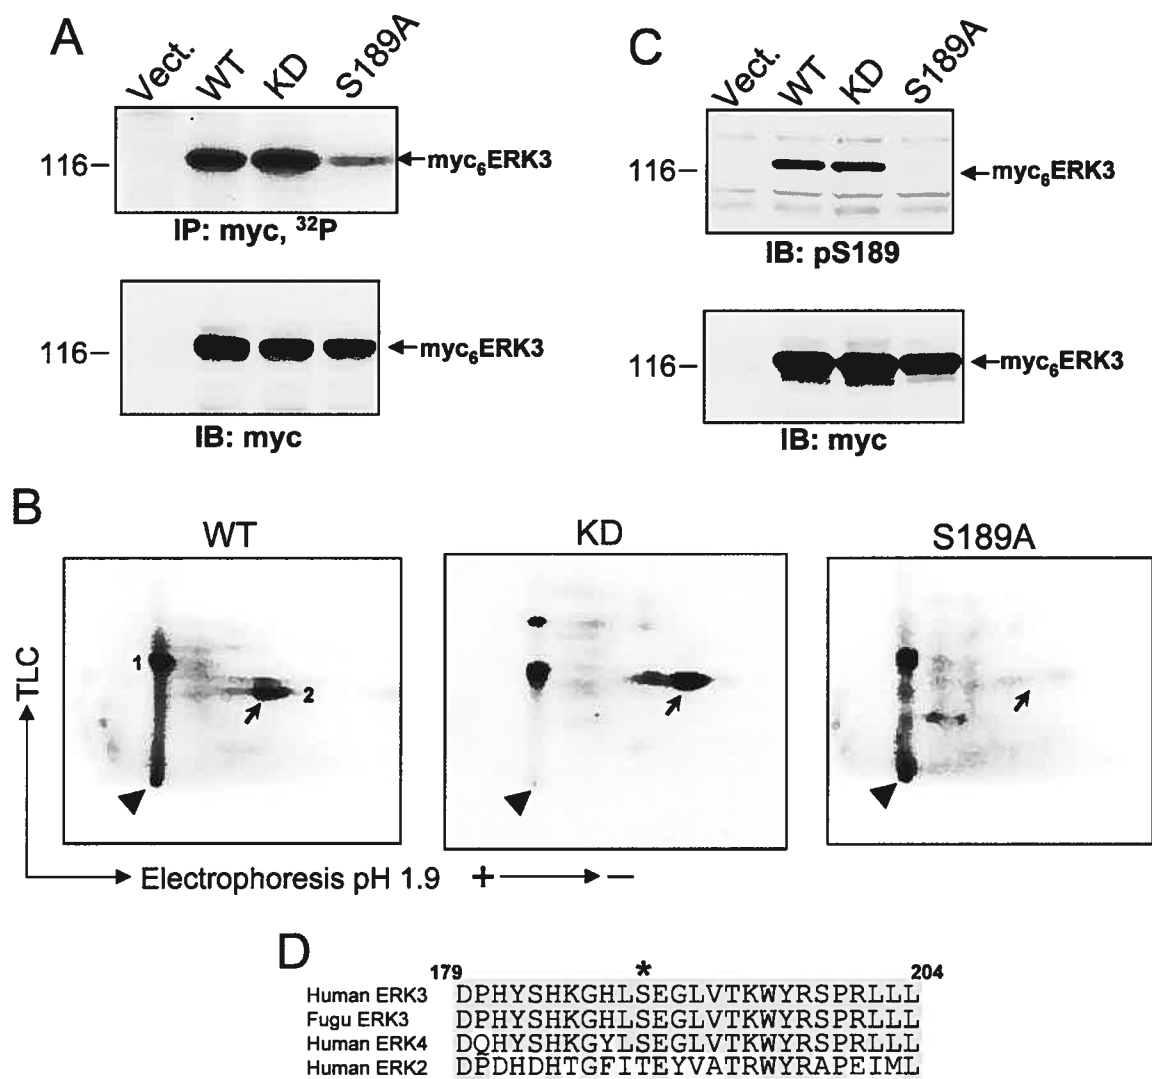 A
Vect. WT KD S189A
116
myc6ERK3
IP: myc, 32P
116
myc6ERK3
IB: myc
C
Vect. WT KD S189A
116
myc6ERK3
IB: pS189
116
myc6ERK3
IB: myc
B
WT KD S189A
TLC
1
2
Electrophoresis pH 1.9 + −
D
179 * 204
Human ERK3 DPHYSHKGHLSEGLVTKWYRSPRLLL
Fugu ERK3 DPHYSHKGHLSEGLVTKWYRSPRLLL
Human ERK4 DQHYSHKGYLSEGLVTKWYRSPRLLL
Human ERK2 DPDHDHTGFITEYVATRWYRAPEIML